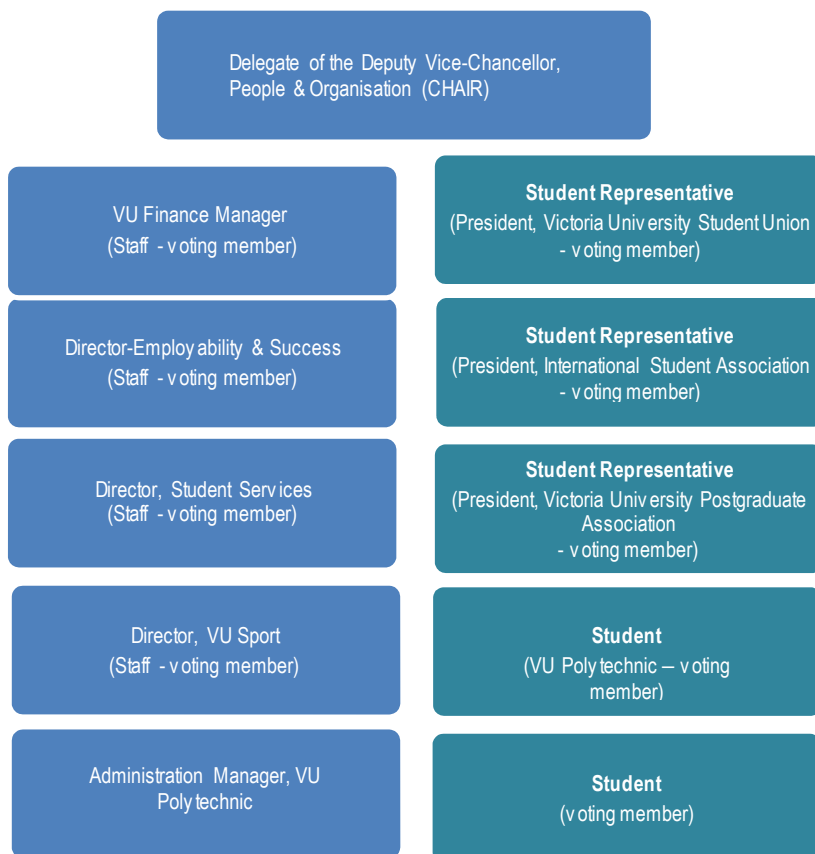 Delegate of the Deputy Vice-Chancellor,
People & Organisation (CHAIR)
VU Finance Manager
(Staff - voting member)
Student Representative
(President, Victoria University Student Union
- voting member)
Director-Employability & Success
(Staff - voting member)
Student Representative
(President, International Student Association
- voting member)
Director, Student Services
(Staff - voting member)
Student Representative
(President, Victoria University Postgraduate
Association
- voting member)
Director, VU Sport
(Staff - voting member)
Student
(VU Polytechnic – voting
member)
Administration Manager, VU
Polytechnic
Student
(voting member)